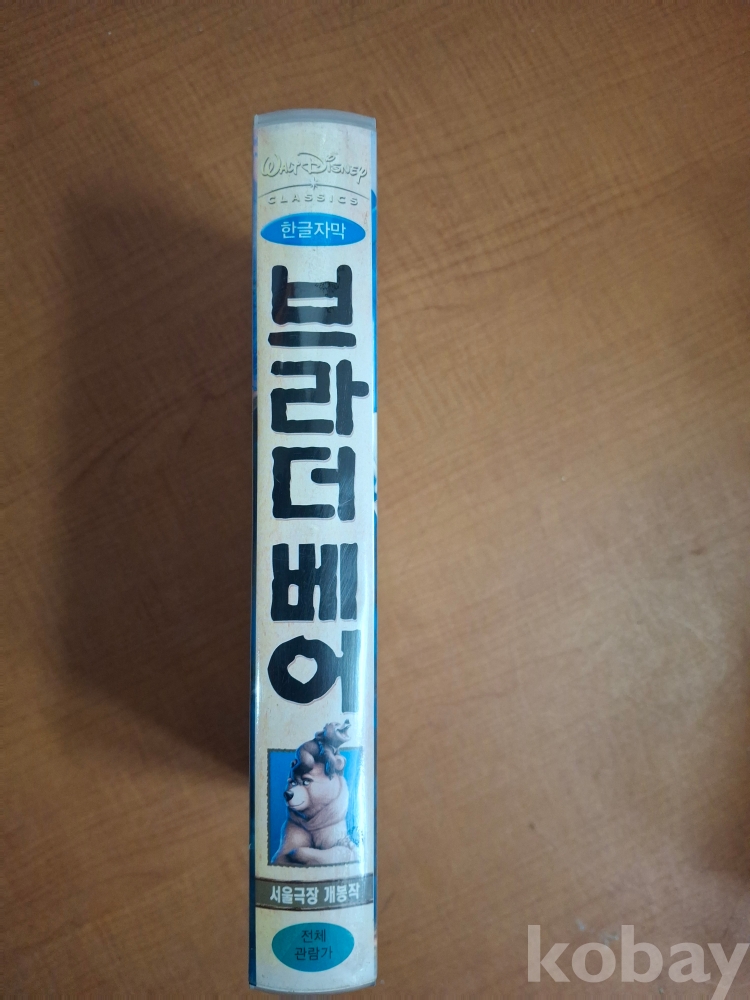 WALT DISNEY
CLASSICS
한글자막
브라더 베어
서울극장 개봉작
전체
관람가
kobay